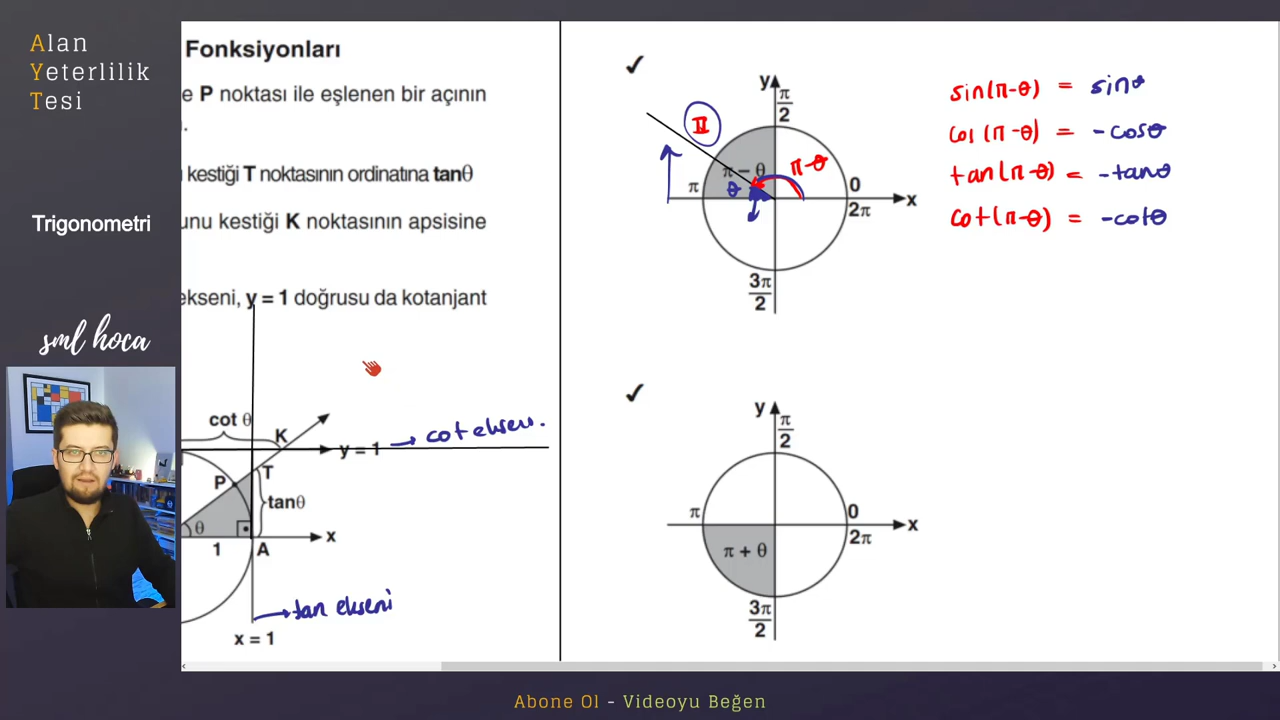 Alan
Yeterlilik
Tesi
Trigonometri
sml hoca
Fonksiyonları
e P noktası ile eşlenen bir açının
kestiği T noktasının ordinatına tanθ
unu kestiği K noktasının apsisine
ekseni, y = 1 doğrusu da kotanjant
cot θ
K
y = 1
cot ekseni.
P
T
tanθ
θ
1
A
x
tan ekseni
x = 1
✓
y
π/2
II
π - θ
π-θ
θ
π
0
x
2π
3π/2
sin(π-θ) = sinθ
cos(π-θ) = -cosθ
tan(π-θ) = -tanθ
cot(π-θ) = -cotθ
✓
y
π/2
π
0
x
2π
π + θ
3π/2
Abone Ol - Videoyu Beğen